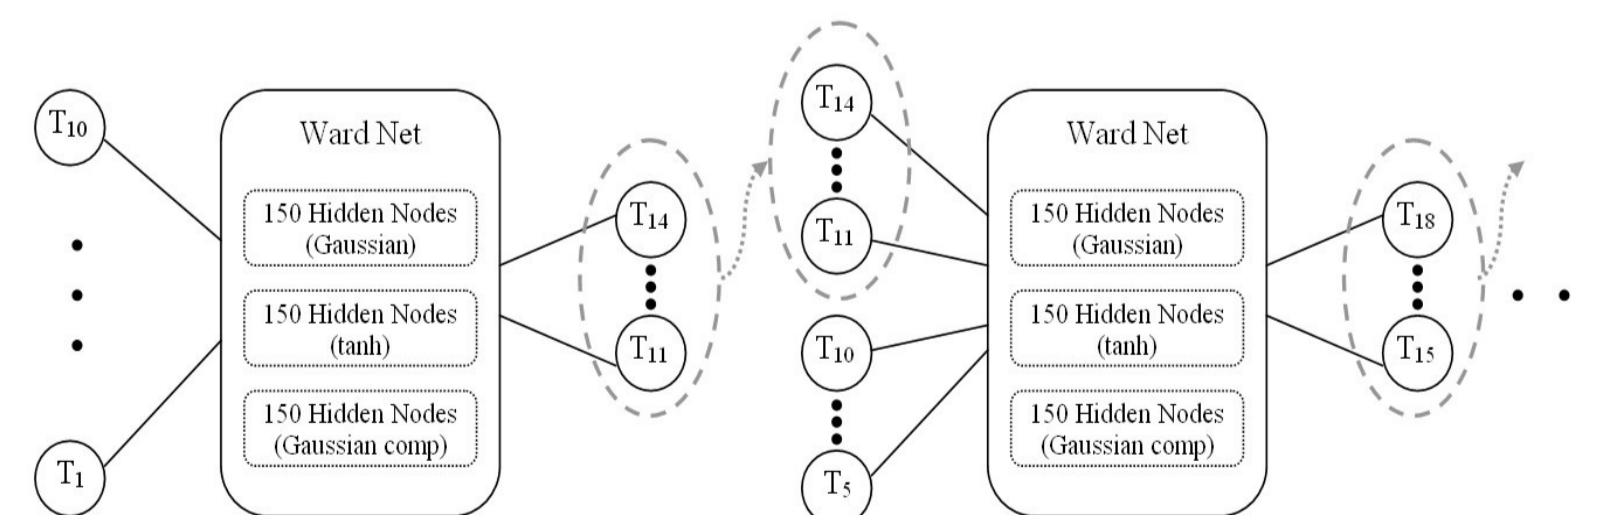 T10
T1
Ward Net
150 Hidden Nodes
(Gaussian)
150 Hidden Nodes
(tanh)
150 Hidden Nodes
(Gaussian comp)
T14
T11
T14
T11
T10
T5
Ward Net
150 Hidden Nodes
(Gaussian)
150 Hidden Nodes
(tanh)
150 Hidden Nodes
(Gaussian comp)
T18
T15